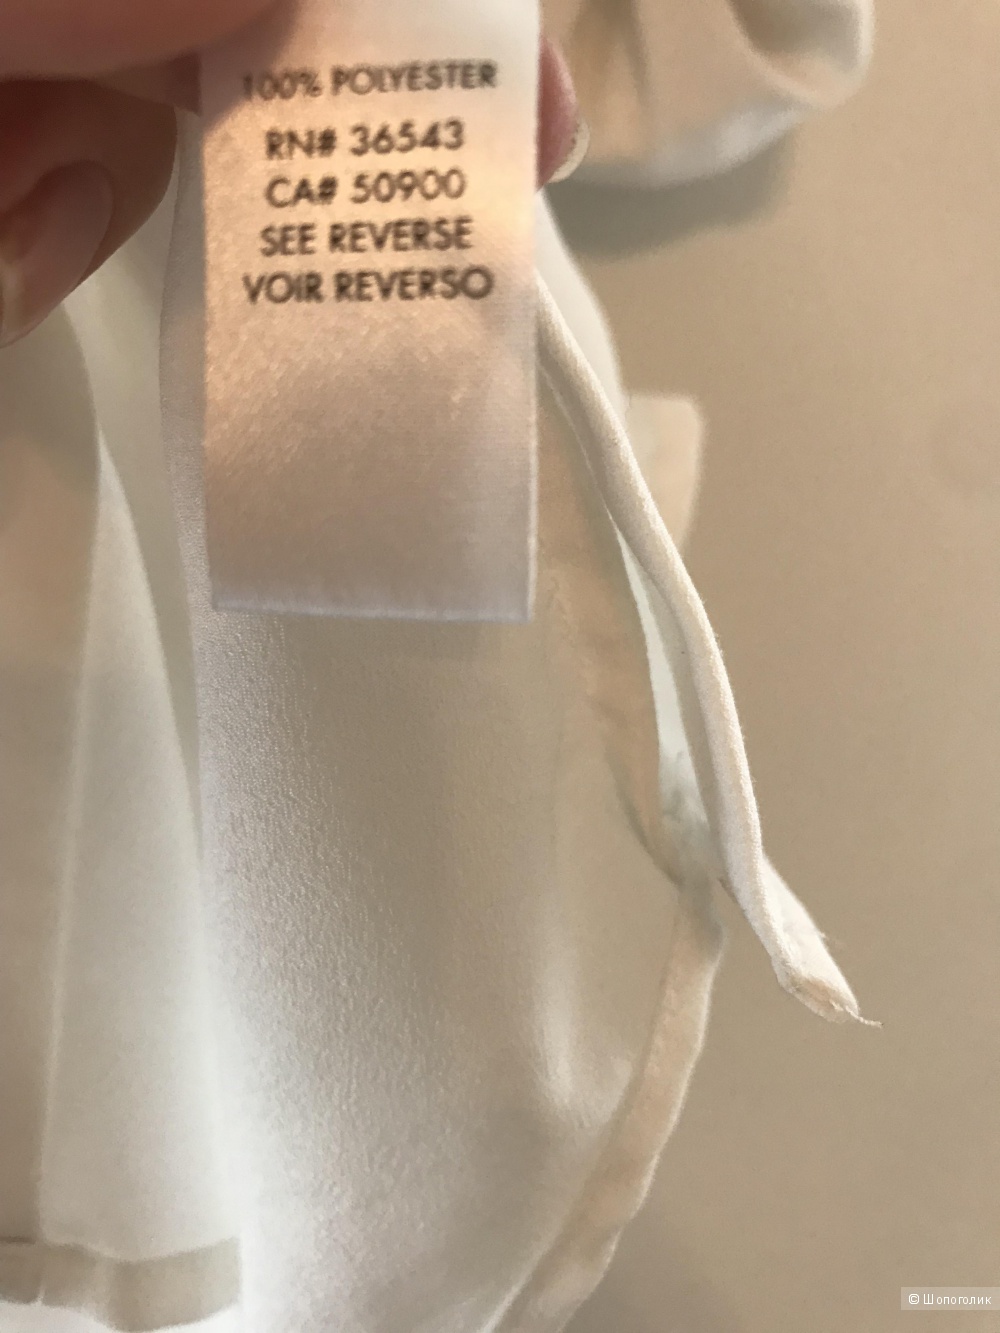 100% POLYESTER
RN# 36543
CA# 50900
SEE REVERSE
VOIR REVERSO
© Шопоголик